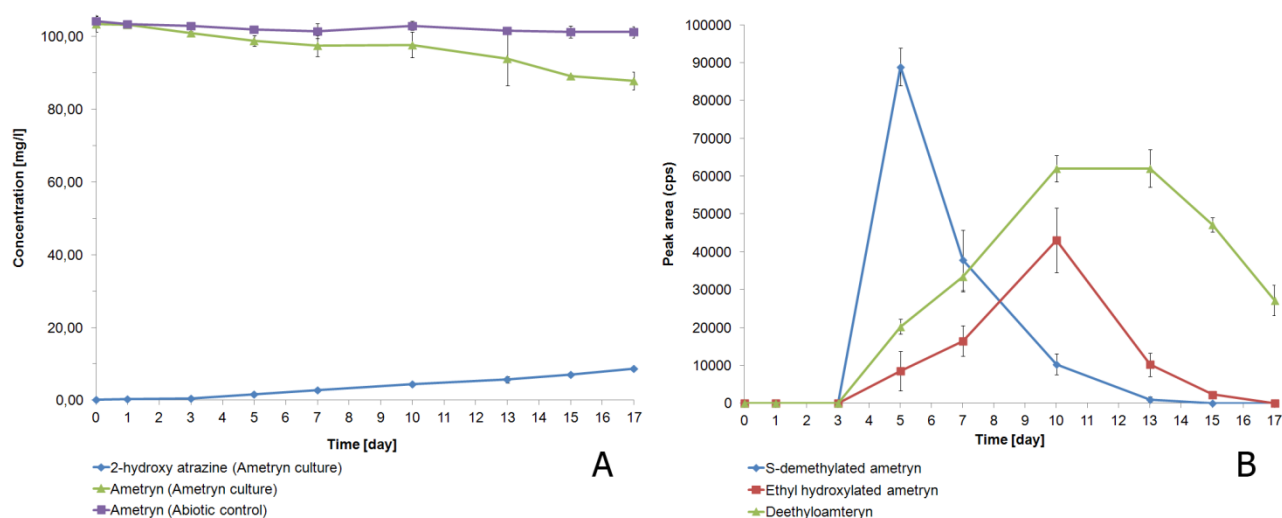 Concentration [mg/l]
100,00
80,00
60,00
40,00
20,00
0,00
0 1 2 3 4 5 6 7 8 9 10 11 12 13 14 15 16 17
Time [day]
2-hydroxy atrazine (Ametryn culture)
Ametryn (Ametryn culture)
Ametryn (Abiotic control)
A
Peak area (cps)
100000
90000
80000
70000
60000
50000
40000
30000
20000
10000
0
0 1 2 3 4 5 6 7 8 9 10 11 12 13 14 15 16 17
Time [day]
S-demethylated ametryn
Ethyl hydroxylated ametryn
Deethyloamteryn
B